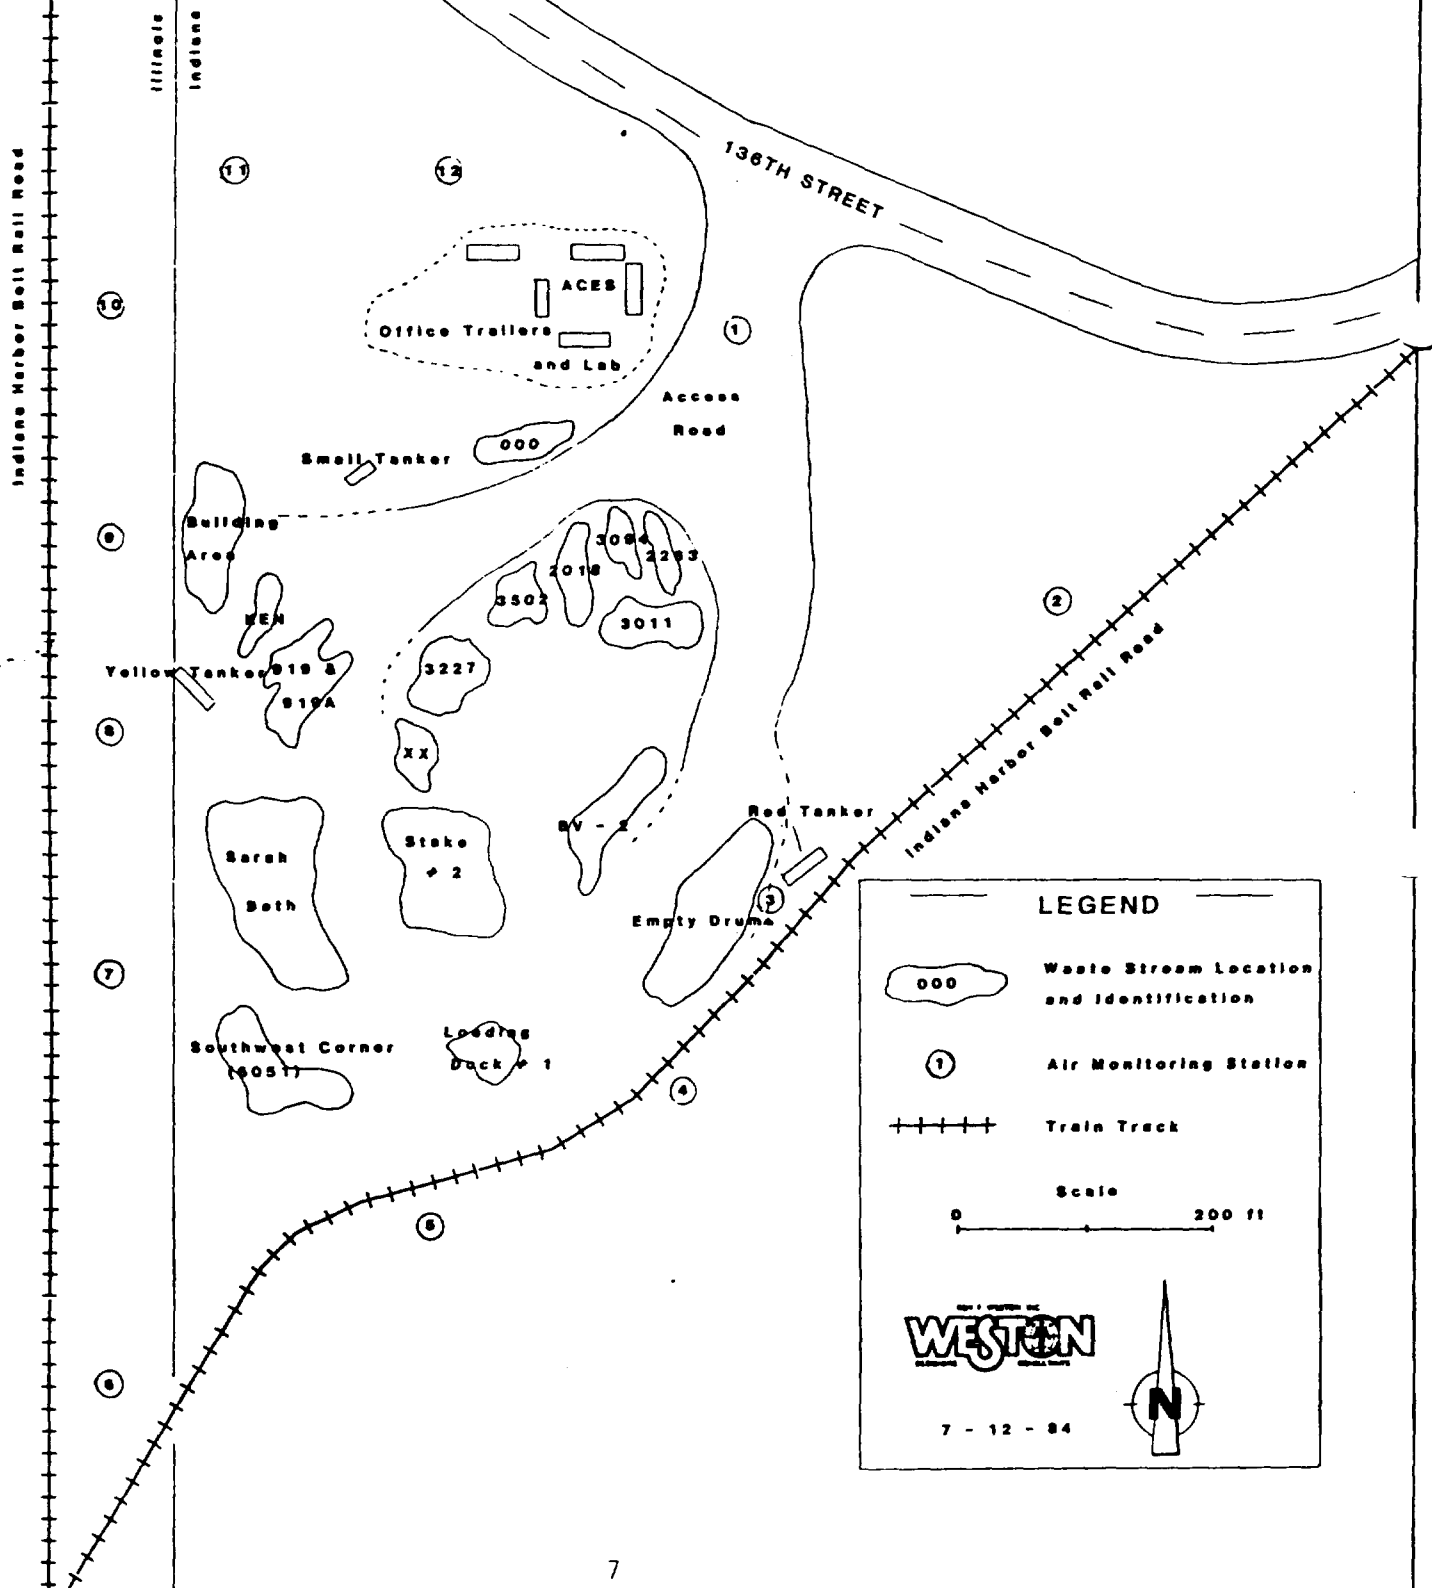 Illinois
Indiana
Indiana Harbor Belt Rail Road
136TH STREET
11
12
10
ACES
Office Trailers
and Lab
1
Access
Road
000
Small Tanker
Building
Area
9
3094
2263
2018
3502
3011
2
KEN
Yellow Tanker
919 &
919A
3227
8
XX
Indiana Harbor Belt Rail Road
Red Tanker
BV - 2
Stake
# 2
Sarah
Beth
3
Empty Drums
7
Southwest Corner
(6051)
Loading
Dock # 1
4
5
6
LEGEND
000
Waste Stream Location
and Identification
1
Air Monitoring Station
Train Track
Scale
0
200 ft
WESTON
N
7 - 12 - 84
7